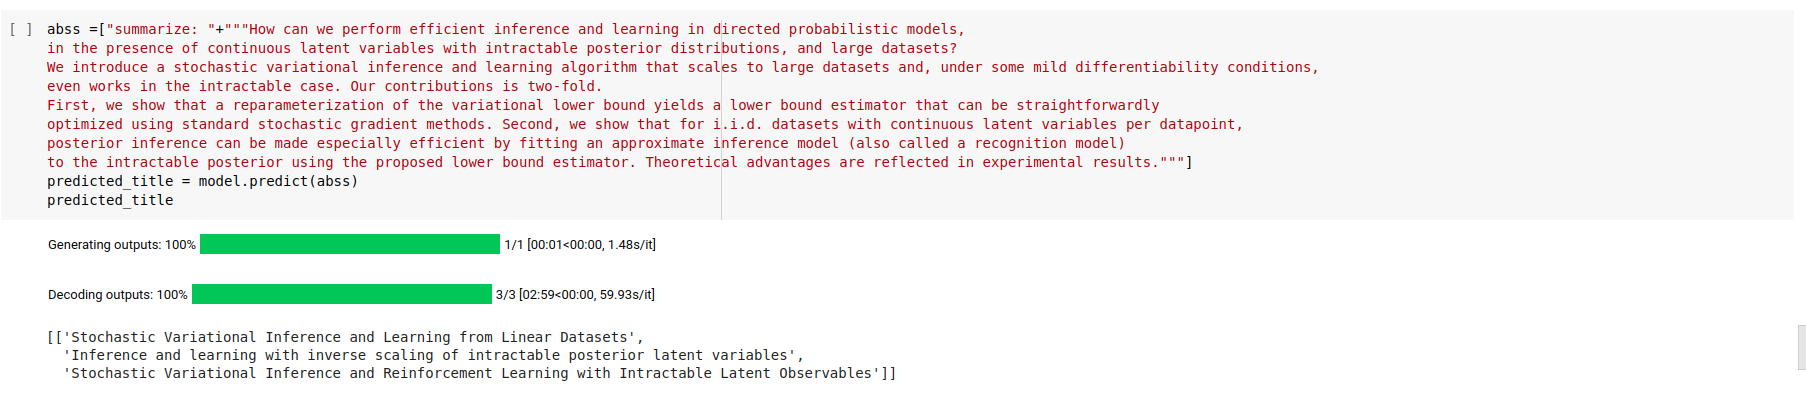 [ ] abss =["summarize: "+"""How can we perform efficient inference and learning in directed probabilistic models,
in the presence of continuous latent variables with intractable posterior distributions, and large datasets?
We introduce a stochastic variational inference and learning algorithm that scales to large datasets and, under some mild differentiability conditions,
even works in the intractable case. Our contributions is two-fold.
First, we show that a reparameterization of the variational lower bound yields a lower bound estimator that can be straightforwardly
optimized using standard stochastic gradient methods. Second, we show that for i.i.d. datasets with continuous latent variables per datapoint,
posterior inference can be made especially efficient by fitting an approximate inference model (also called a recognition model)
to the intractable posterior using the proposed lower bound estimator. Theoretical advantages are reflected in experimental results."""]
predicted_title = model.predict(abss)
predicted_title
Generating outputs: 100% 1/1 [00:01<00:00, 1.48s/it]
Decoding outputs: 100% 3/3 [02:59<00:00, 59.93s/it]
[['Stochastic Variational Inference and Learning from Linear Datasets',
'Inference and learning with inverse scaling of intractable posterior latent variables',
'Stochastic Variational Inference and Reinforcement Learning with Intractable Latent Observables']]